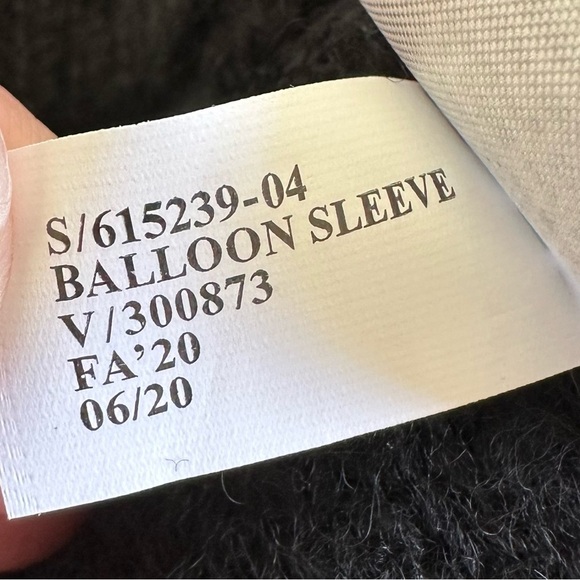 S/615239-04
BALLOON SLEEVE
V/300873
FA'20
06/20